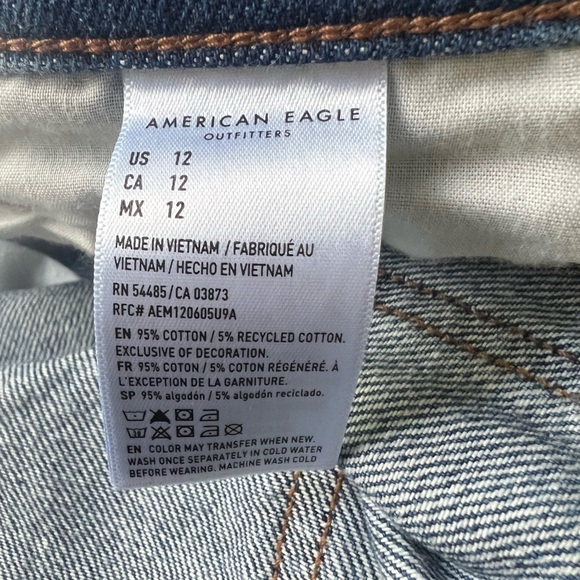 AMERICAN EAGLE
OUTFITTERS
US 12
CA 12
MX 12
MADE IN VIETNAM / FABRIQUÉ AU
VIETNAM / HECHO EN VIETNAM
RN 54485/CA 03873
RFC# AEM120605U9A
EN 95% COTTON / 5% RECYCLED COTTON.
EXCLUSIVE OF DECORATION.
FR 95% COTON / 5% COTON RÉGÉNÉRÉ. À
L'EXCEPTION DE LA GARNITURE.
SP 95% algodón / 5% algodón reciclado.
EN COLOR MAY TRANSFER WHEN NEW.
WASH ONCE SEPARATELY IN COLD WATER
BEFORE WEARING. MACHINE WASH COLD